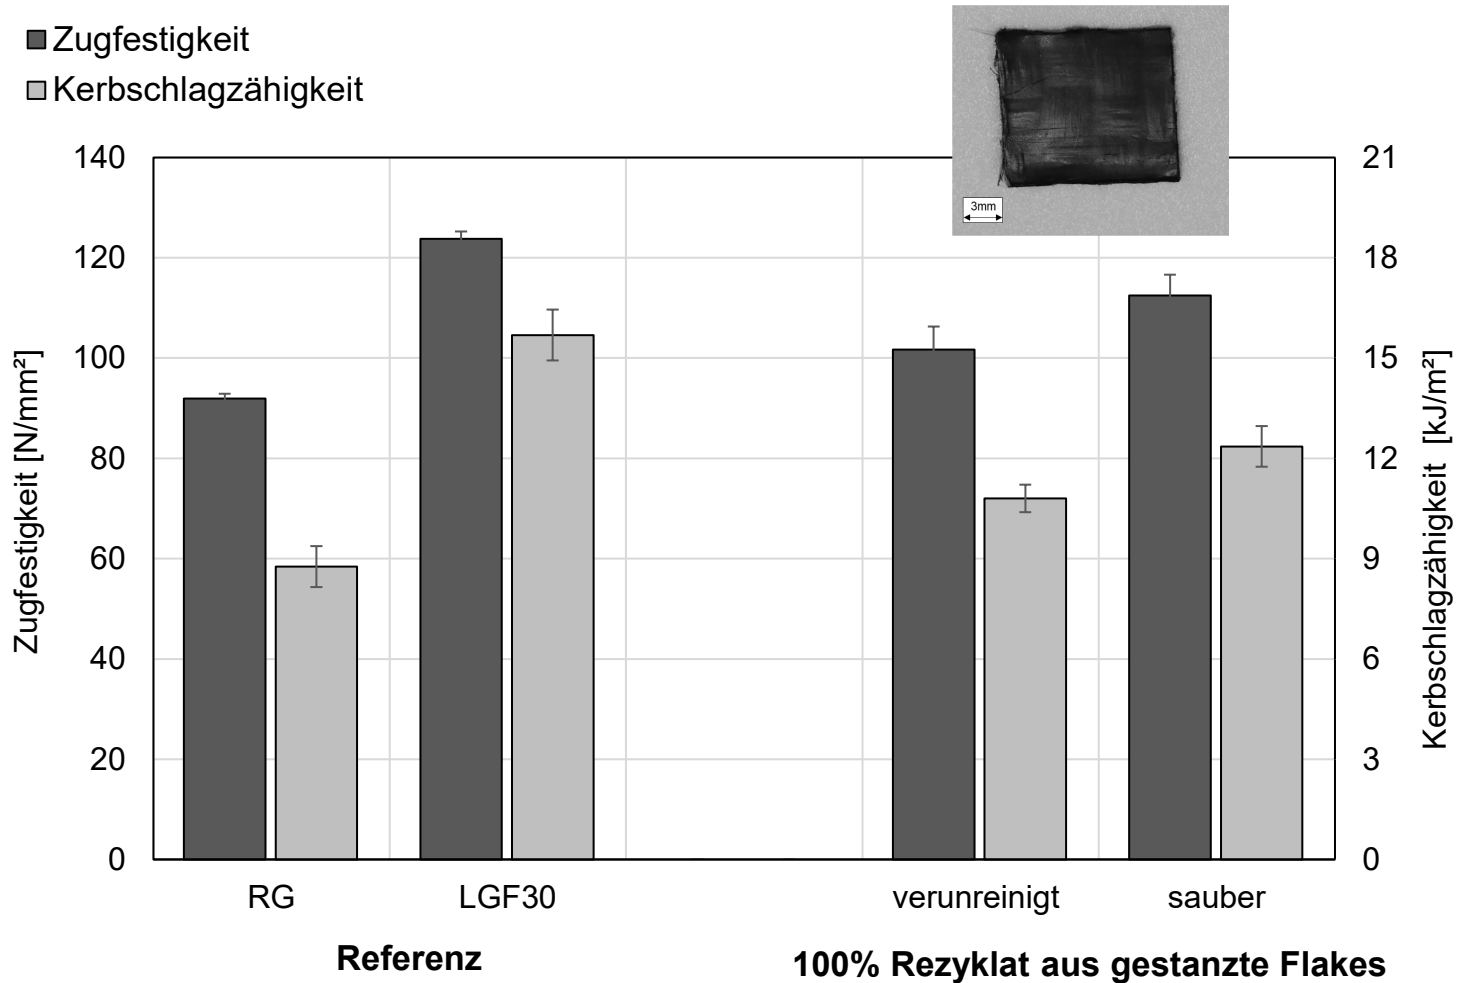 Zugfestigkeit
Kerbschlagzähigkeit
3mm
140
120
100
80
60
40
20
0
Zugfestigkeit [N/mm²]
21
18
15
12
9
6
3
0
Kerbschlagzähigkeit [kJ/m²]
RG
LGF30
verunreinigt
sauber
Referenz
100% Rezyklat aus gestanzte Flakes